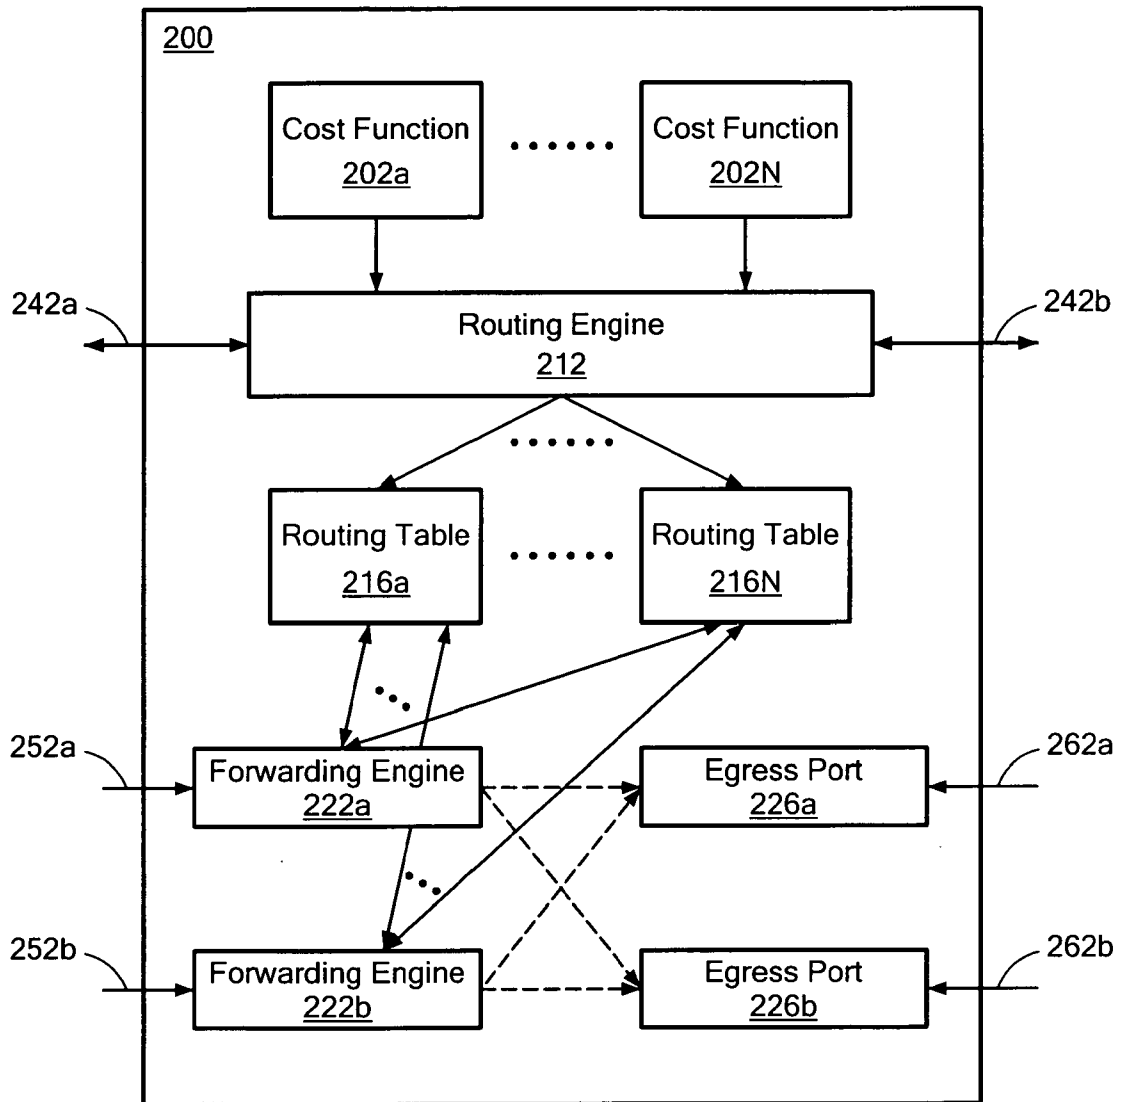 200
Cost Function
202a
Cost Function
202N
242a
242b
Routing Engine
212
Routing Table
216a
Routing Table
216N
252a
262a
Forwarding Engine
222a
Egress Port
226a
252b
262b
Forwarding Engine
222b
Egress Port
226b